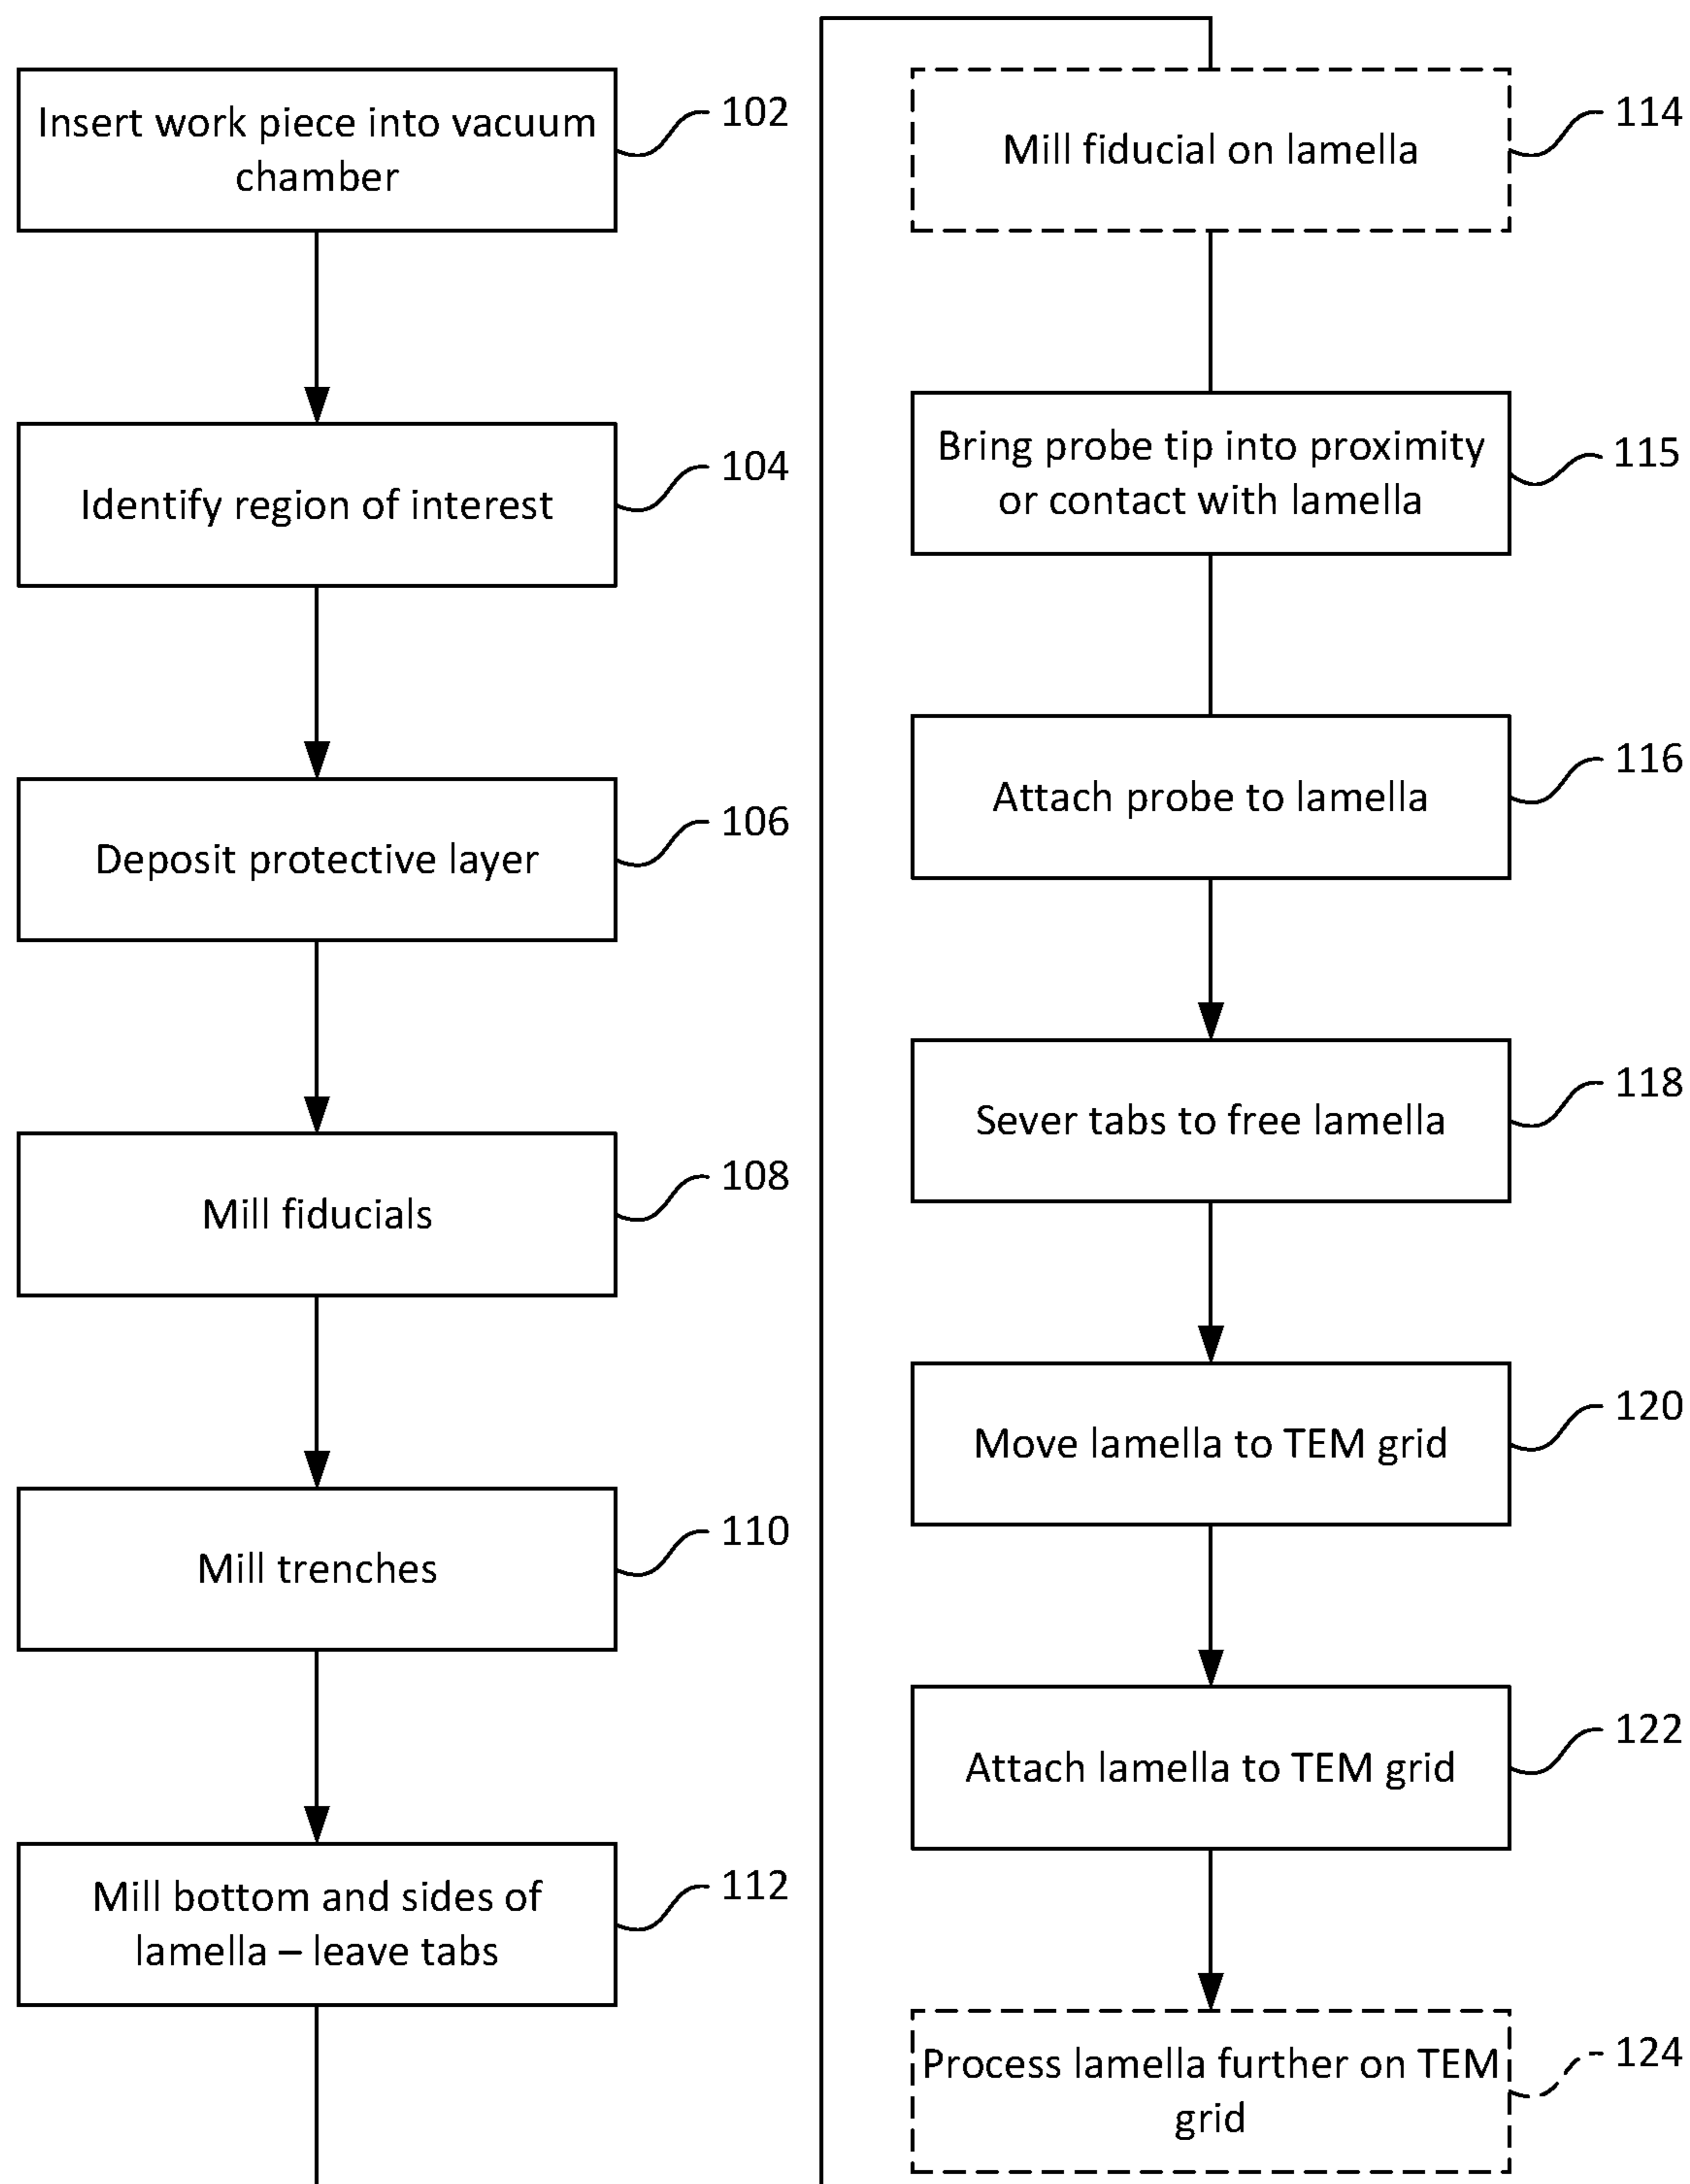 Insert work piece into vacuum
chamber
102
Identify region of interest
104
Deposit protective layer
106
Mill fiducials
108
Mill trenches
110
Mill bottom and sides of
lamella – leave tabs
112
Mill fiducial on lamella
114
Bring probe tip into proximity
or contact with lamella
115
Attach probe to lamella
116
Sever tabs to free lamella
118
Move lamella to TEM grid
120
Attach lamella to TEM grid
122
Process lamella further on TEM
grid
124